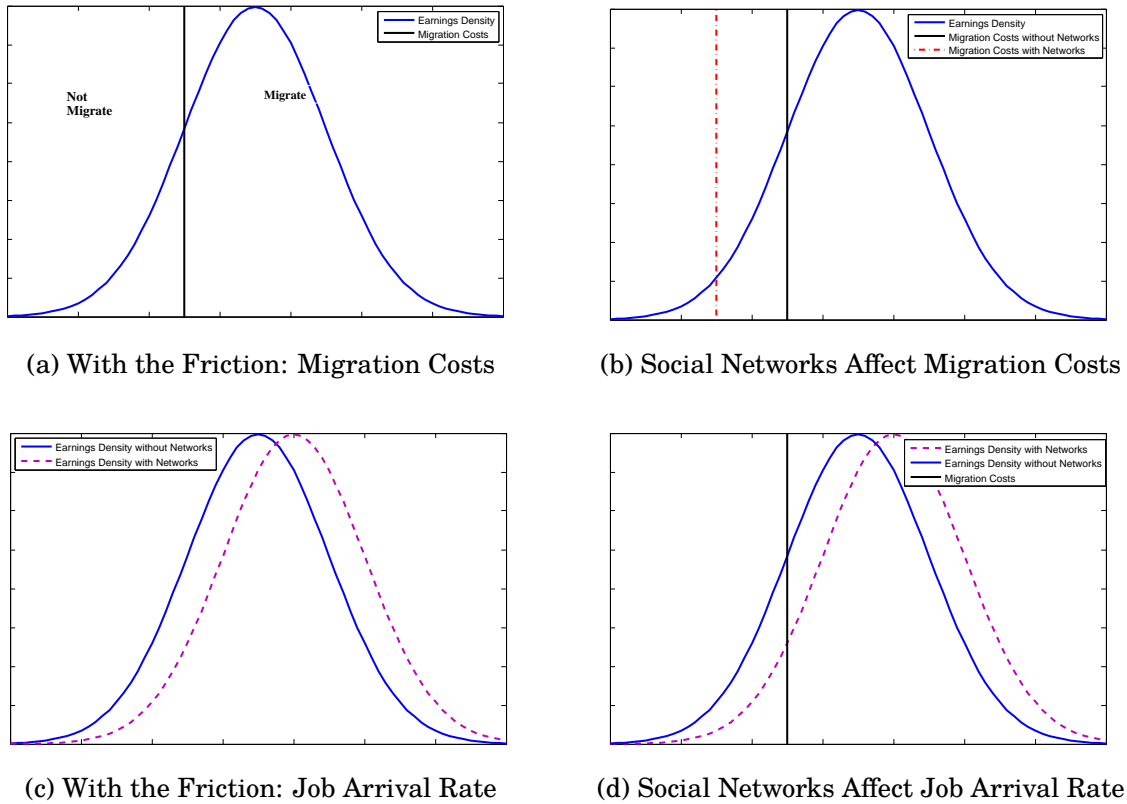 Earnings Density
Migration Costs
Not
Migrate
Migrate
(a) With the Friction: Migration Costs
Earnings Density
Migration Costs without Networks
Migration Costs with Networks
(b) Social Networks Affect Migration Costs
Earnings Density without Networks
Earnings Density with Networks
(c) With the Friction: Job Arrival Rate
Earnings Density with Networks
Earnings Density without Networks
Migration Costs
(d) Social Networks Affect Job Arrival Rate